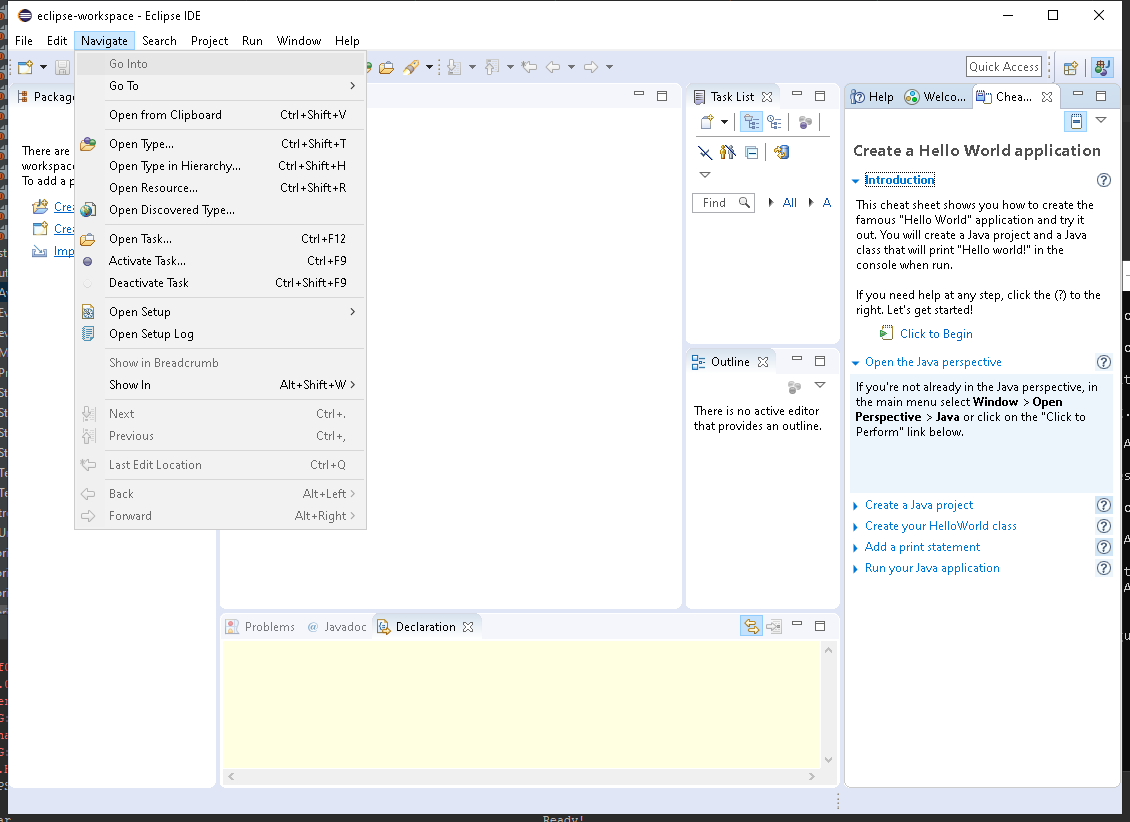 eclipse-workspace - Eclipse IDE
File Edit Navigate Search Project Run Window Help
Quick Access
Go Into
Go To
Open from Clipboard Ctrl+Shift+V
Open Type... Ctrl+Shift+T
Open Type in Hierarchy... Ctrl+Shift+H
Open Resource... Ctrl+Shift+R
Open Discovered Type...
Open Task... Ctrl+F12
Activate Task... Ctrl+F9
Deactivate Task Ctrl+Shift+F9
Open Setup
Open Setup Log
Show in Breadcrumb
Show In Alt+Shift+W
Next Ctrl+.
Previous Ctrl+,
Last Edit Location Ctrl+Q
Back Alt+Left
Forward Alt+Right
There are
To add a
Task List
Find All A
Outline
There is no active editor
that provides an outline.
Problems @ Javadoc Declaration
Help Welco... Chea...
Create a Hello World application
Introduction
This cheat sheet shows you how to create the
famous "Hello World" application and try it
out. You will create a Java project and a Java
class that will print "Hello world!" in the
console when run.
If you need help at any step, click the (?) to the
right. Let's get started!
Click to Begin
Open the Java perspective
If you're not already in the Java perspective, in
the main menu select Window > Open
Perspective > Java or click on the "Click to
Perform" link below.
Create a Java project
Create your HelloWorld class
Add a print statement
Run your Java application
Ready!